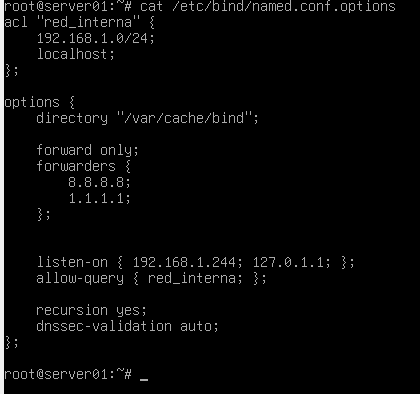 root@server01:~# cat /etc/bind/named.conf.options
acl "red_interna" {
    192.168.1.0/24;
    localhost;
};

options {
    directory "/var/cache/bind";

    forward only;
    forwarders {
        8.8.8.8;
        1.1.1.1;
    };


    listen-on { 192.168.1.244; 127.0.1.1; };
    allow-query { red_interna; };

    recursion yes;
    dnssec-validation auto;
};

root@server01:~# _